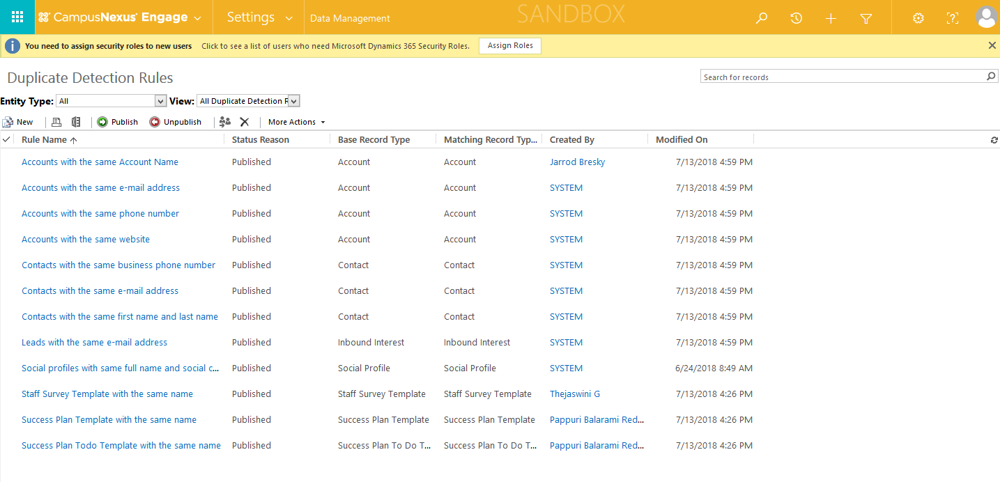 CampusNexus® Engage Settings Data Management SANDBOX
You need to assign security roles to new users Click to see a list of users who need Microsoft Dynamics 365 Security Roles. Assign Roles
Duplicate Detection Rules Search for records
Entity Type: All View: All Duplicate Detection R
New Publish Unpublish More Actions
Rule Name Status Reason Base Record Type Matching Record Typ... Created By Modified On
Accounts with the same Account Name Published Account Account Jarrod Bresky 7/13/2018 4:59 PM
Accounts with the same e-mail address Published Account Account SYSTEM 7/13/2018 4:59 PM
Accounts with the same phone number Published Account Account SYSTEM 7/13/2018 4:59 PM
Accounts with the same website Published Account Account SYSTEM 7/13/2018 4:59 PM
Contacts with the same business phone number Published Contact Contact SYSTEM 7/13/2018 4:59 PM
Contacts with the same e-mail address Published Contact Contact SYSTEM 7/13/2018 4:59 PM
Contacts with the same first name and last name Published Contact Contact SYSTEM 7/13/2018 4:59 PM
Leads with the same e-mail address Published Inbound Interest Inbound Interest SYSTEM 7/13/2018 4:59 PM
Social profiles with same full name and social c... Published Social Profile Social Profile SYSTEM 6/24/2018 8:49 AM
Staff Survey Template with the same name Published Staff Survey Template Staff Survey Template Thejaswini G 7/13/2018 4:26 PM
Success Plan Template with the same name Published Success Plan Template Success Plan Template Pappuri Balarami Red... 7/13/2018 4:26 PM
Success Plan Todo Template with the same name Published Success Plan To Do T... Success Plan To Do T... Pappuri Balarami Red... 7/13/2018 4:26 PM